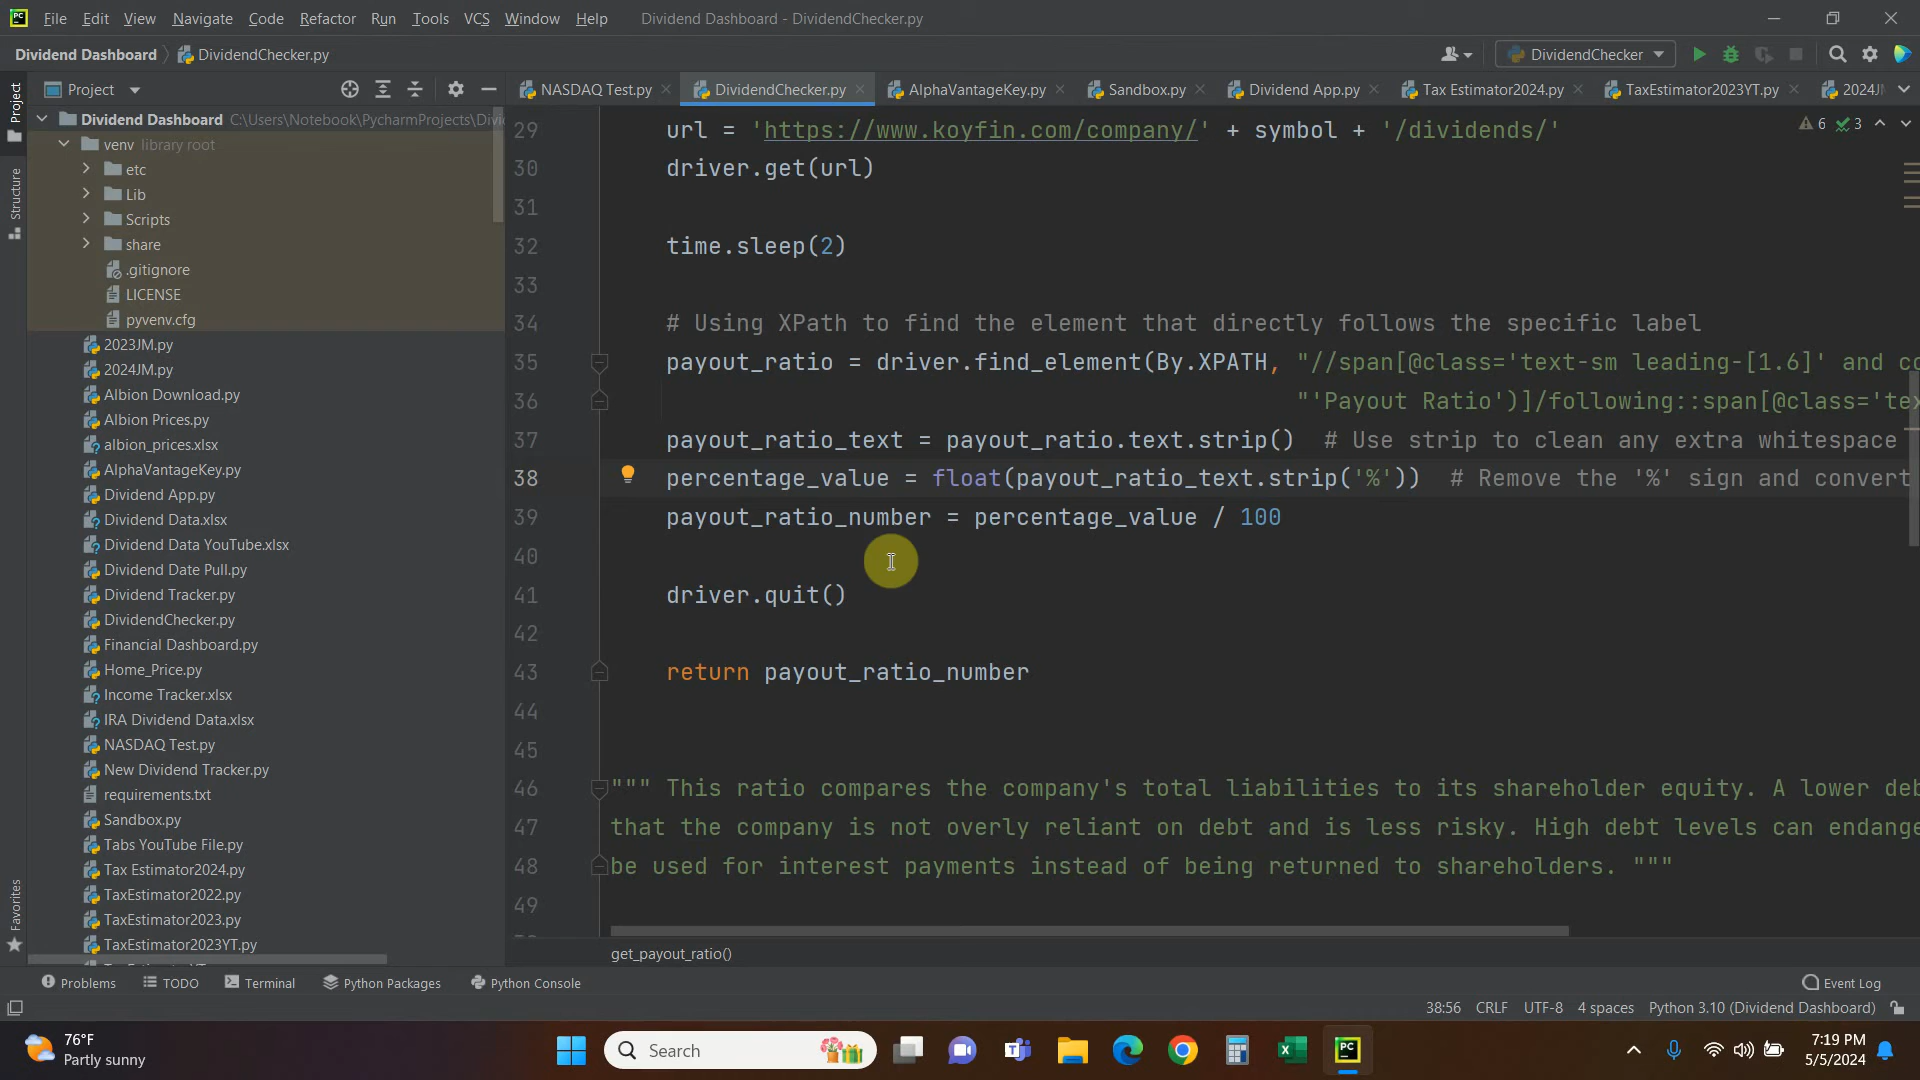 File Edit View Navigate Code Refactor Run Tools VCS Window Help Dividend Dashboard - DividendChecker.py
Dividend Dashboard DividendChecker.py DividendChecker
Project NASDAQ Test.py DividendChecker.py AlphaVantageKey.py Sandbox.py Dividend App.py Tax Estimator2024.py TaxEstimator2023YT.py
Project
Structure
Favorites
Dividend Dashboard C:\Users\Notebook\PycharmProjects\
venv library root
etc
Lib
Scripts
share
.gitignore
LICENSE
pyvenv.cfg
2023JM.py
2024JM.py
Albion Download.py
Albion Prices.py
albion_prices.xlsx
AlphaVantageKey.py
Dividend App.py
Dividend Data.xlsx
Dividend Data YouTube.xlsx
Dividend Date Pull.py
Dividend Tracker.py
DividendChecker.py
Financial Dashboard.py
Home_Price.py
Income Tracker.xlsx
IRA Dividend Data.xlsx
NASDAQ Test.py
New Dividend Tracker.py
requirements.txt
Sandbox.py
Tabs YouTube File.py
Tax Estimator2024.py
TaxEstimator2022.py
TaxEstimator2023.py
TaxEstimator2023YT.py
6 3
29 url = 'https://www.koyfin.com/company/' + symbol + '/dividends/'
30 driver.get(url)
31
32 time.sleep(2)
33
34 # Using XPath to find the element that directly follows the specific label
35 payout_ratio = driver.find_element(By.XPATH, "//span[@class='text-sm leading-[1.6]' and co
36 "'Payout Ratio')]/following::span[@class='tex
37 payout_ratio_text = payout_ratio.text.strip() # Use strip to clean any extra whitespace
38 percentage_value = float(payout_ratio_text.strip('%')) # Remove the '%' sign and convert
39 payout_ratio_number = percentage_value / 100
40
41 driver.quit()
42
43 return payout_ratio_number
44
45
46 """ This ratio compares the company's total liabilities to its shareholder equity. A lower deb
47 that the company is not overly reliant on debt and is less risky. High debt levels can endange
48 be used for interest payments instead of being returned to shareholders. """
49
get_payout_ratio()
Problems TODO Terminal Python Packages Python Console Event Log
38:56 CRLF UTF-8 4 spaces Python 3.10 (Dividend Dashboard)
76°F
Partly sunny
Search
7:19 PM
5/5/2024